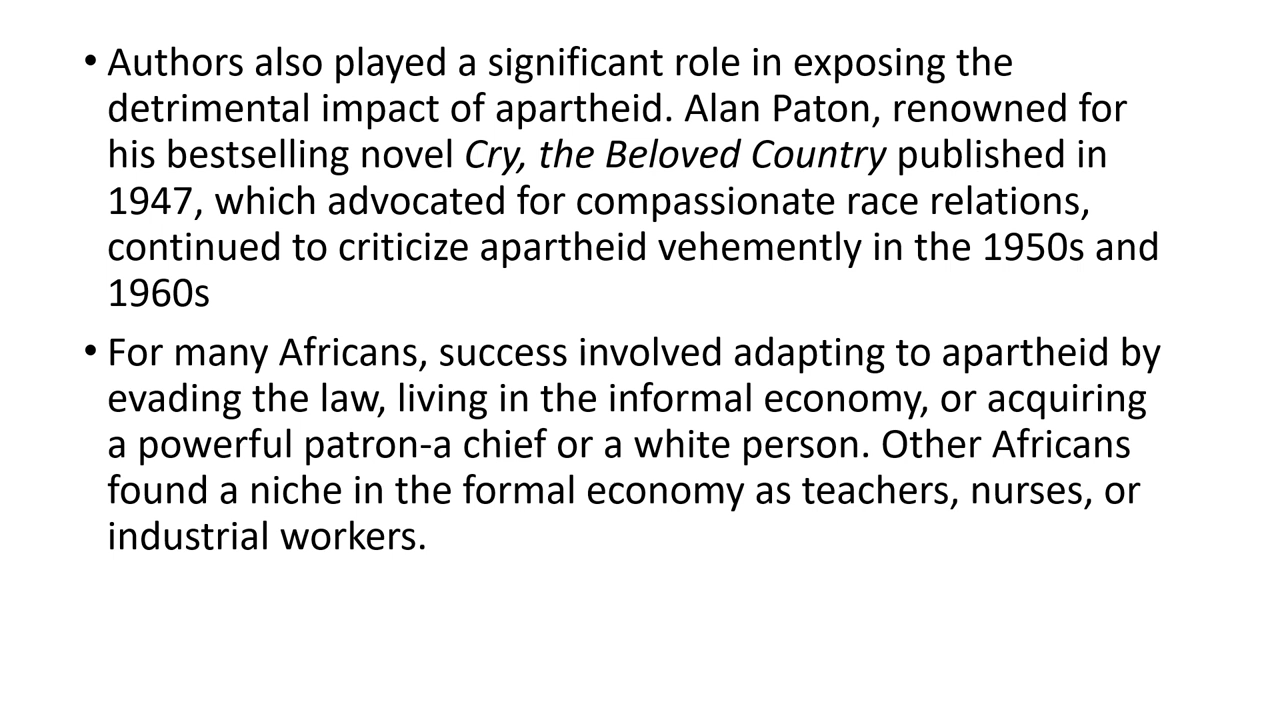 • Authors also played a significant role in exposing the
detrimental impact of apartheid. Alan Paton, renowned for
his bestselling novel Cry, the Beloved Country published in
1947, which advocated for compassionate race relations,
continued to criticize apartheid vehemently in the 1950s and
1960s
• For many Africans, success involved adapting to apartheid by
evading the law, living in the informal economy, or acquiring
a powerful patron-a chief or a white person. Other Africans
found a niche in the formal economy as teachers, nurses, or
industrial workers.